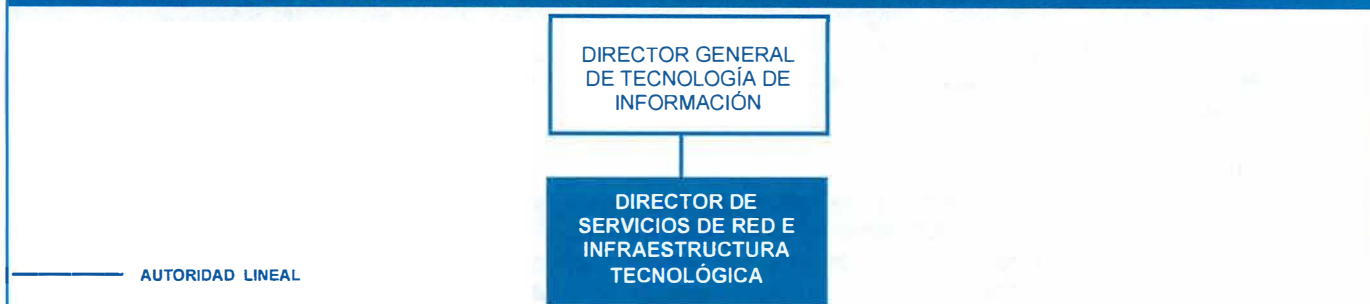 DIRECTOR GENERAL
DE TECNOLOGÍA DE
INFORMACIÓN
DIRECTOR DE
SERVICIOS DE RED E
INFRAESTRUCTURA
TECNOLÓGICA
AUTORIDAD LINEAL